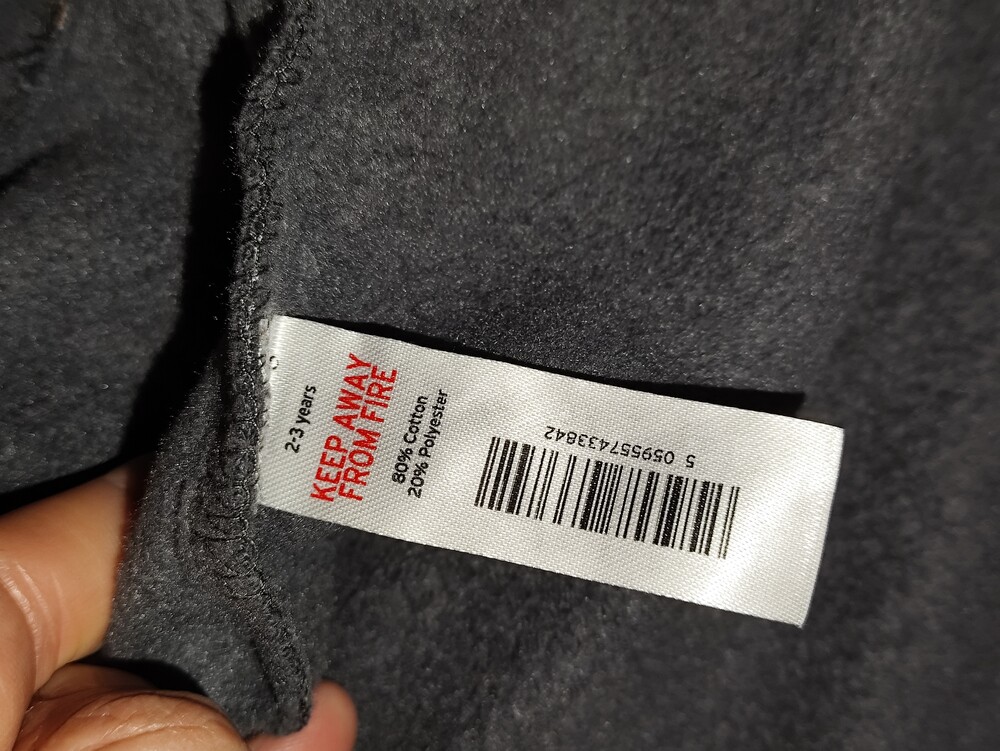 2-3 years
KEEP AWAY
FROM FIRE
80% Cotton
20% Polyester
5 059557433842